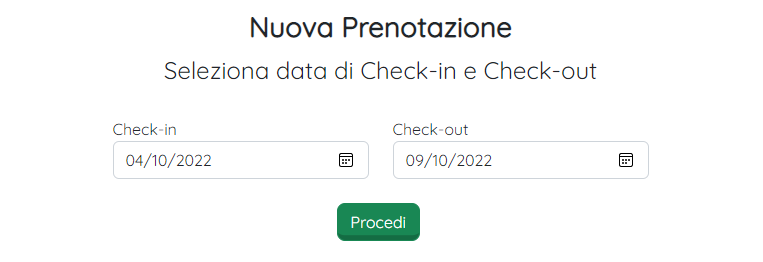 Nuova Prenotazione
Seleziona data di Check-in e Check-out
Check-in Check-out
04/10/2022 09/10/2022
Procedi